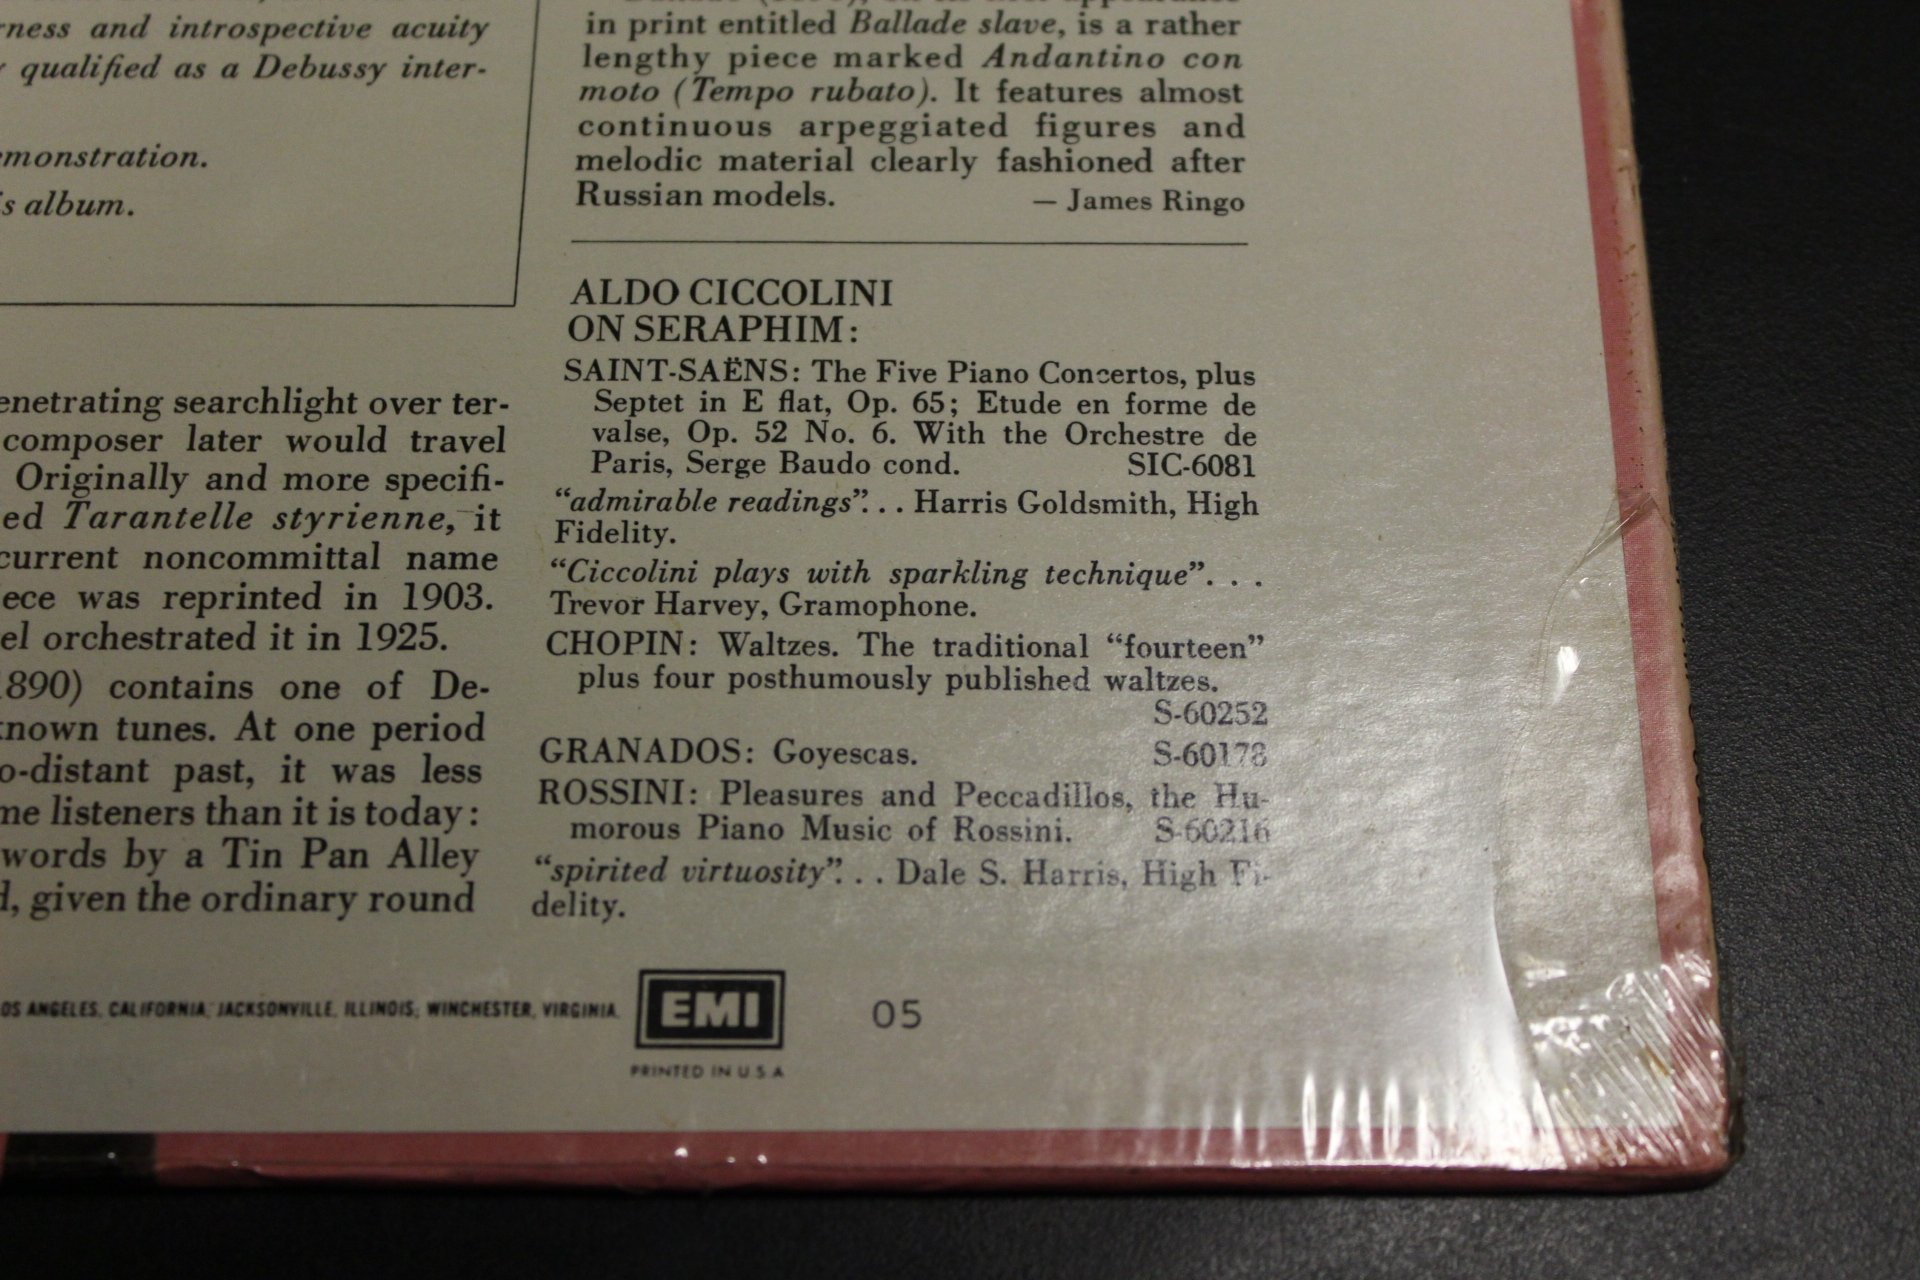 rness and introspective acuity
qualified as a Debussy inter-
monstration.
s album.
enetrating searchlight over ter-
composer later would travel
Originally and more specifi-
ed Tarantelle styrienne, it
current noncommittal name
ece was reprinted in 1903.
el orchestrated it in 1925.
1890) contains one of De-
known tunes. At one period
o-distant past, it was less
me listeners than it is today:
words by a Tin Pan Alley
d, given the ordinary round
in print entitled Ballade slave, is a rather
lengthy piece marked Andantino con
moto (Tempo rubato). It features almost
continuous arpeggiated figures and
melodic material clearly fashioned after
Russian models. — James Ringo
ALDO CICCOLINI
ON SERAPHIM:
SAINT-SAËNS: The Five Piano Concertos, plus
Septet in E flat, Op. 65; Etude en forme de
valse, Op. 52 No. 6. With the Orchestre de
Paris, Serge Baudo cond. SIC-6081
“admirable readings”... Harris Goldsmith, High
Fidelity.
“Ciccolini plays with sparkling technique”...
Trevor Harvey, Gramophone.
CHOPIN: Waltzes. The traditional “fourteen”
plus four posthumously published waltzes.
S-60252
GRANADOS: Goyescas. S-60178
ROSSINI: Pleasures and Peccadillos, the Hu-
morous Piano Music of Rossini. S-60216
“spirited virtuosity”... Dale S. Harris, High Fi-
delity.
OS ANGELES, CALIFORNIA, JACKSONVILLE, ILLINOIS; WINCHESTER, VIRGINIA.
EMI
05
PRINTED IN U S A